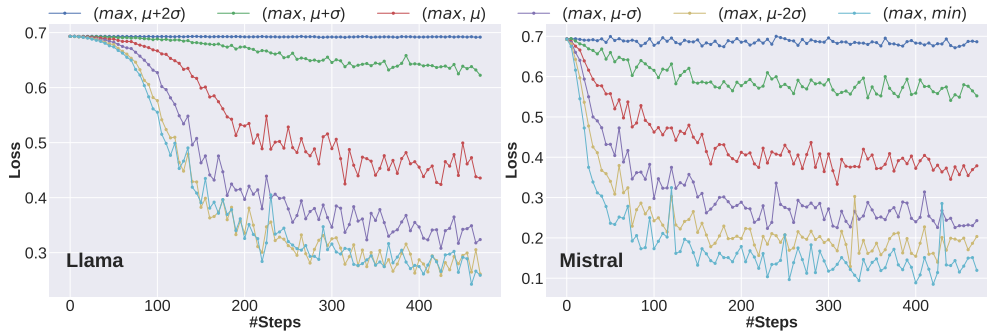 (max, μ+2σ) (max, μ+σ) (max, μ) (max, μ-σ) (max, μ-2σ) (max, min)
0.7
0.6
0.5
0.4
0.3
Loss
Llama
0 100 200 300 400
#Steps
0.7
0.6
0.5
0.4
0.3
0.2
0.1
Loss
Mistral
0 100 200 300 400
#Steps